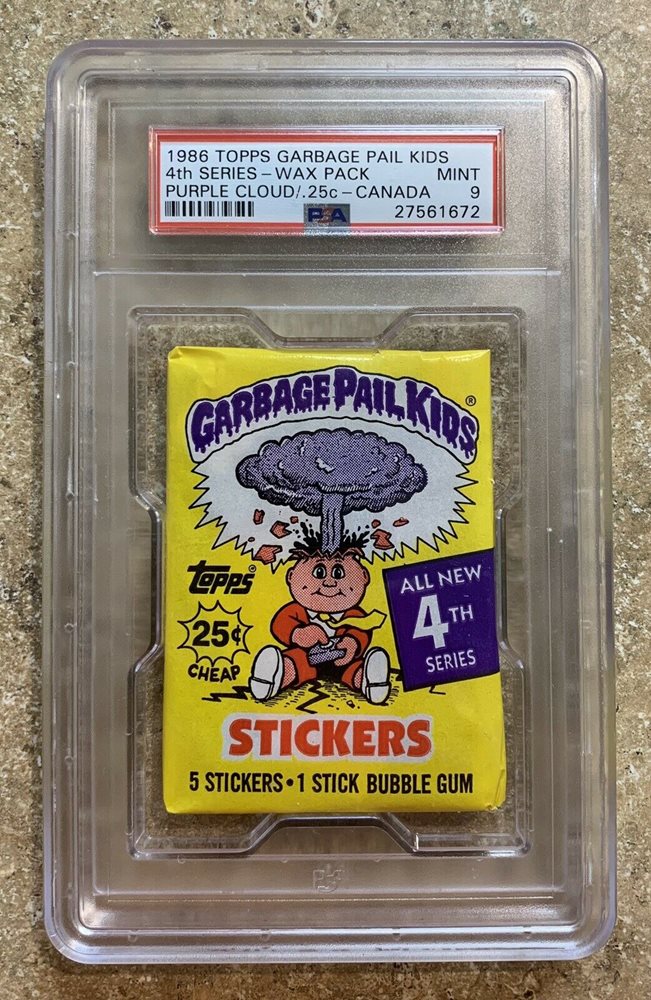 1986 TOPPS GARBAGE PAIL KIDS
4th SERIES - WAX PACK MINT
PURPLE CLOUD/.25c - CANADA 9
PSA 27561672
GARBAGE PAIL KIDS®
topps®
25¢
CHEAP
ALL NEW
4TH
SERIES
STICKERS
5 STICKERS • 1 STICK BUBBLE GUM